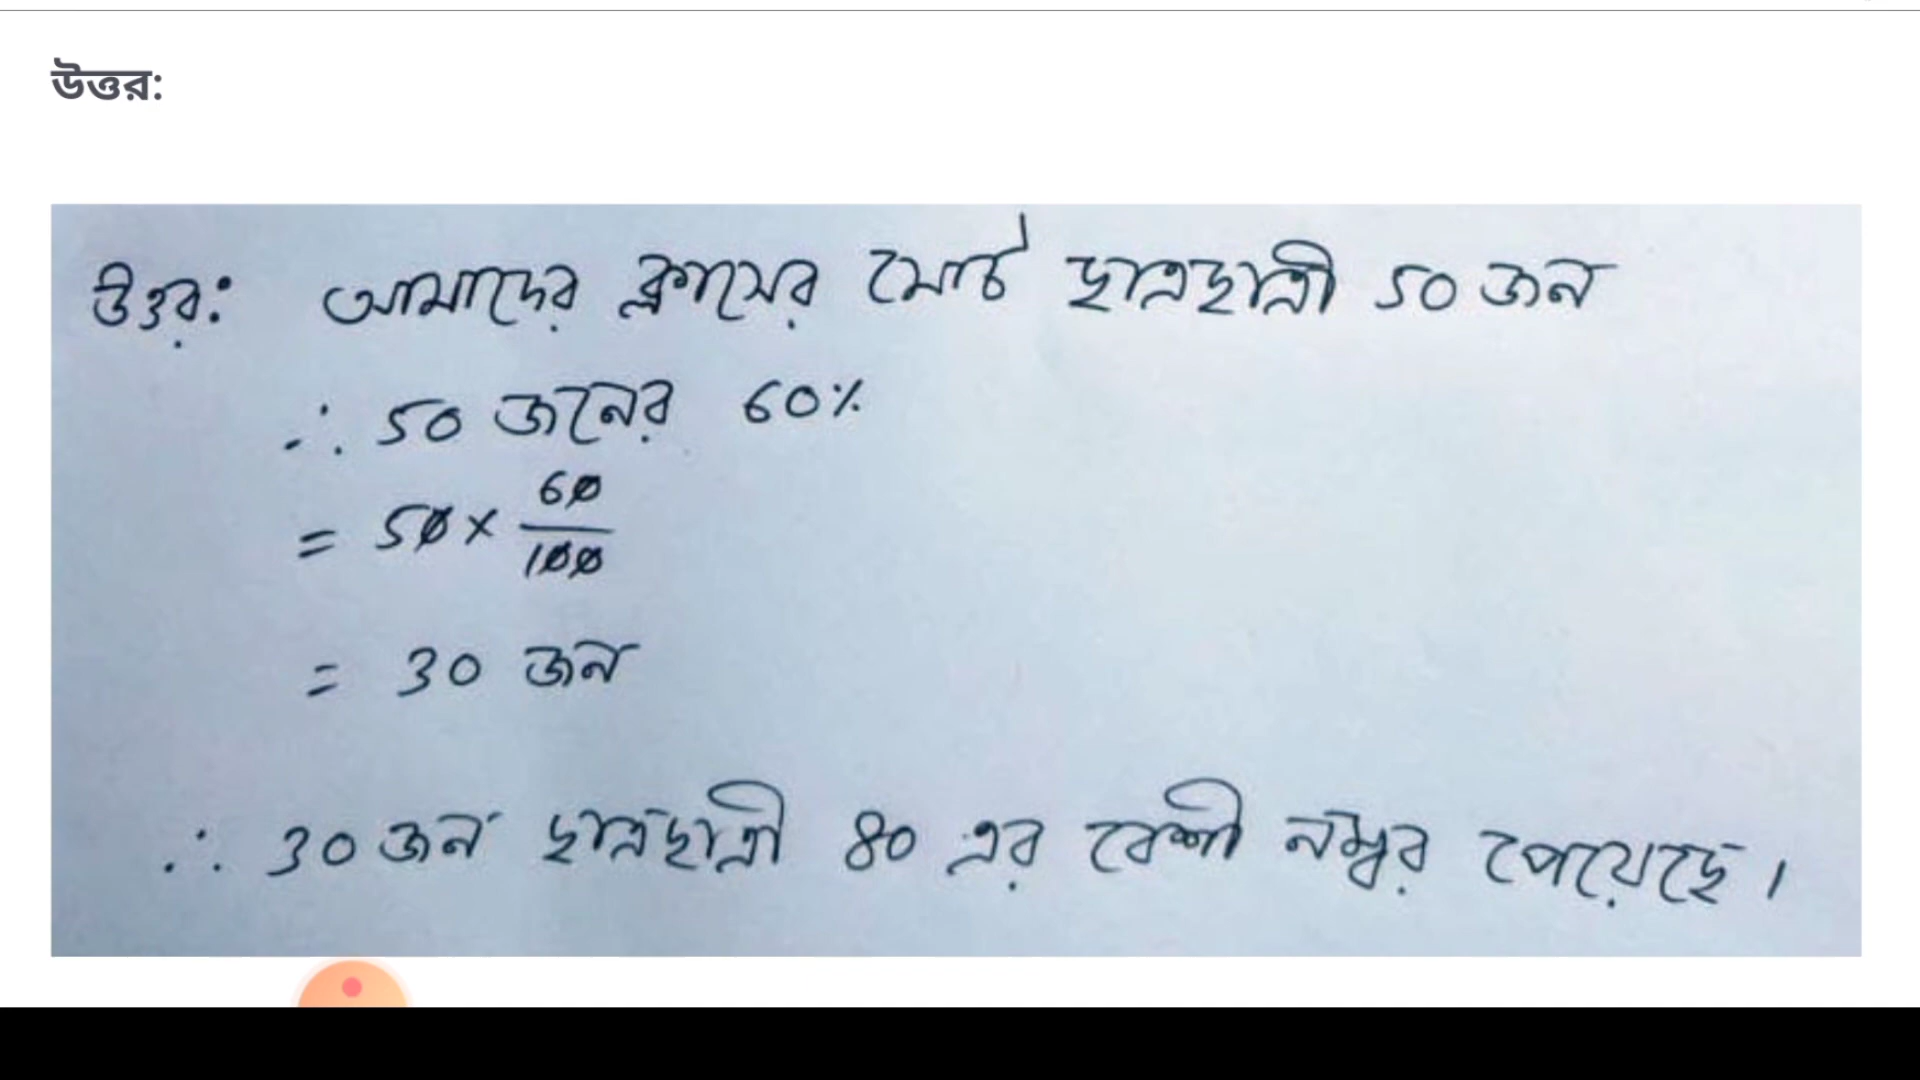 উত্তর:
উত্তর: আমাদের ক্লাসের মোট ছাত্রছাত্রী 50 জন
∴ 50 জনের 60%
= 50 × 60/100
= 30 জন
∴ 30 জন ছাত্রছাত্রী 80 এর বেশী নম্বর পেয়েছে।